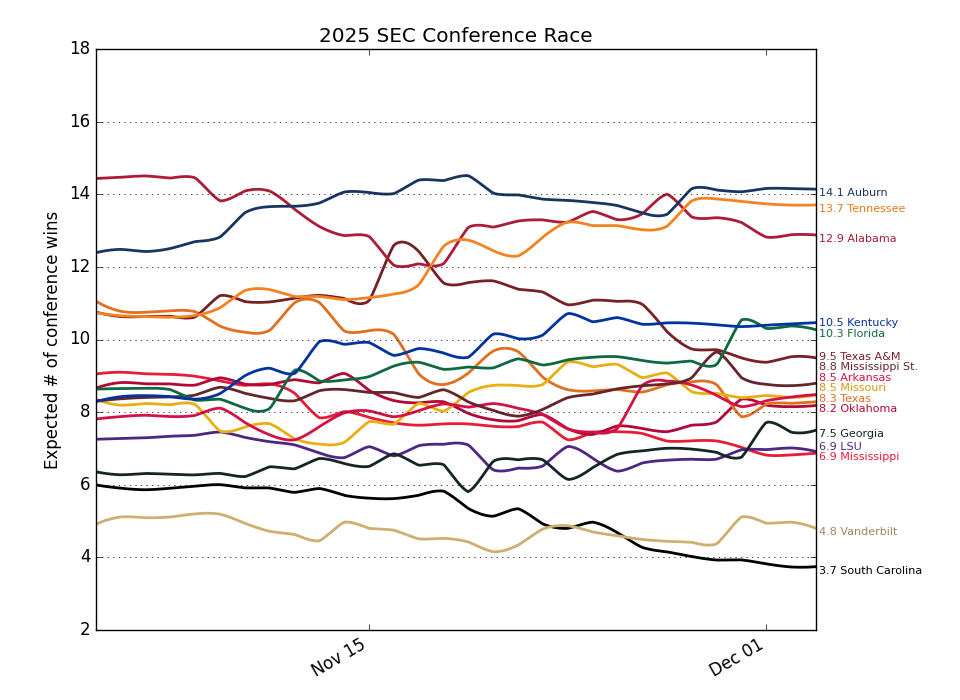 2025 SEC Conference Race
Expected # of conference wins
18
16
14
12
10
8
6
4
2
Nov 15
Dec 01
14.1 Auburn
13.7 Tennessee
12.9 Alabama
10.5 Kentucky
10.3 Florida
9.5 Texas A&M
8.8 Mississippi St.
8.5 Arkansas
8.5 Missouri
8.3 Texas
8.2 Oklahoma
7.5 Georgia
6.9 LSU
6.9 Mississippi
4.8 Vanderbilt
3.7 South Carolina